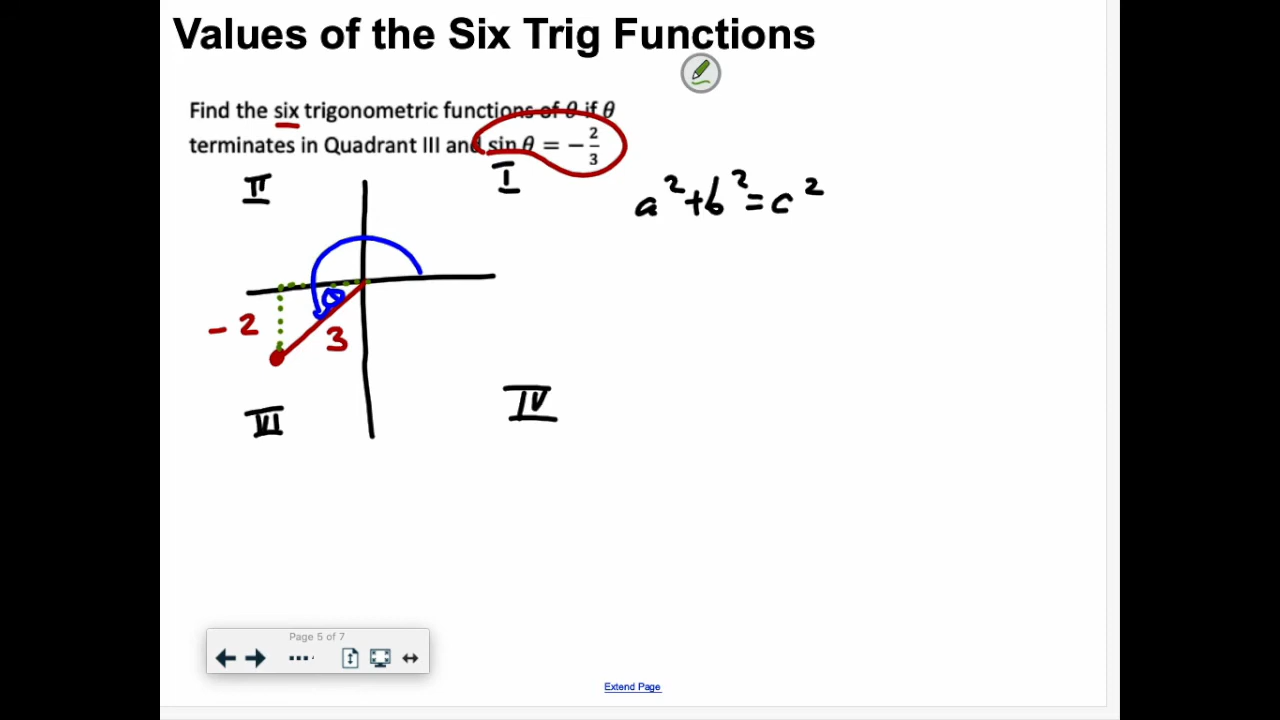 Values of the Six Trig Functions
Find the six trigonometric functions of θ if θ
terminates in Quadrant III and sin θ = − 2/3
II
I
a² + b² = c²
θ
- 2
3
VI
IV
Page 5 of 7
Extend Page